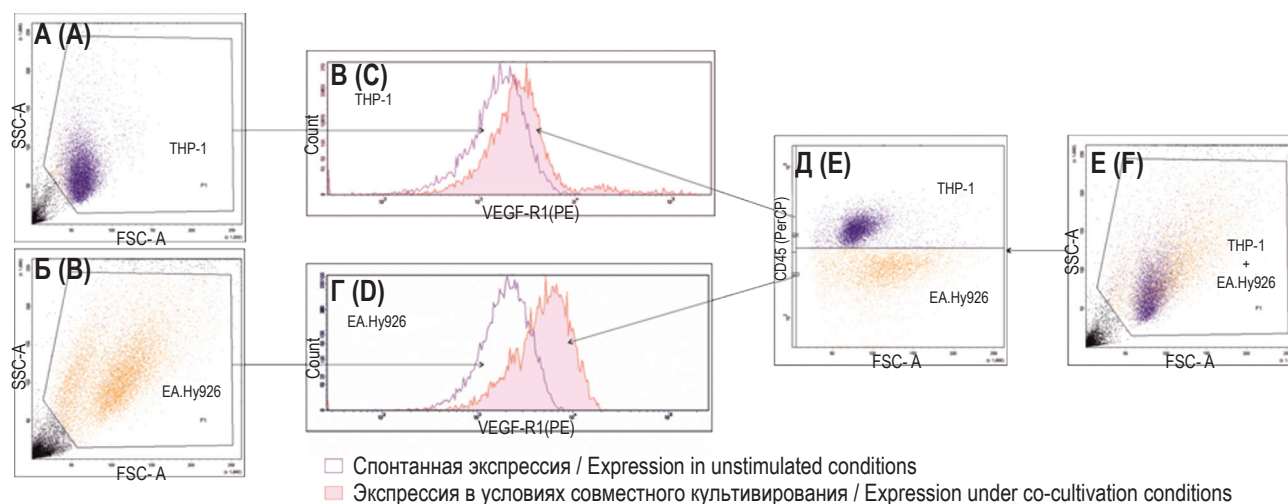 А (A)
SSC-A
THP-1
P1
FSC- A
В (C)
THP-1
Count
VEGF-R1(PE)
Б (B)
SSC-A
EA.Hy926
P1
FSC- A
Г (D)
EA.Hy926
Count
VEGF-R1(PE)
Д (E)
CD45 (PerCP)
THP-1
EA.Hy926
FSC- A
Е (F)
SSC-A
THP-1
+
EA.Hy926
P1
FSC- A
Спонтанная экспрессия / Expression in unstimulated conditions
Экспрессия в условиях совместного культивирования / Expression under co-cultivation conditions